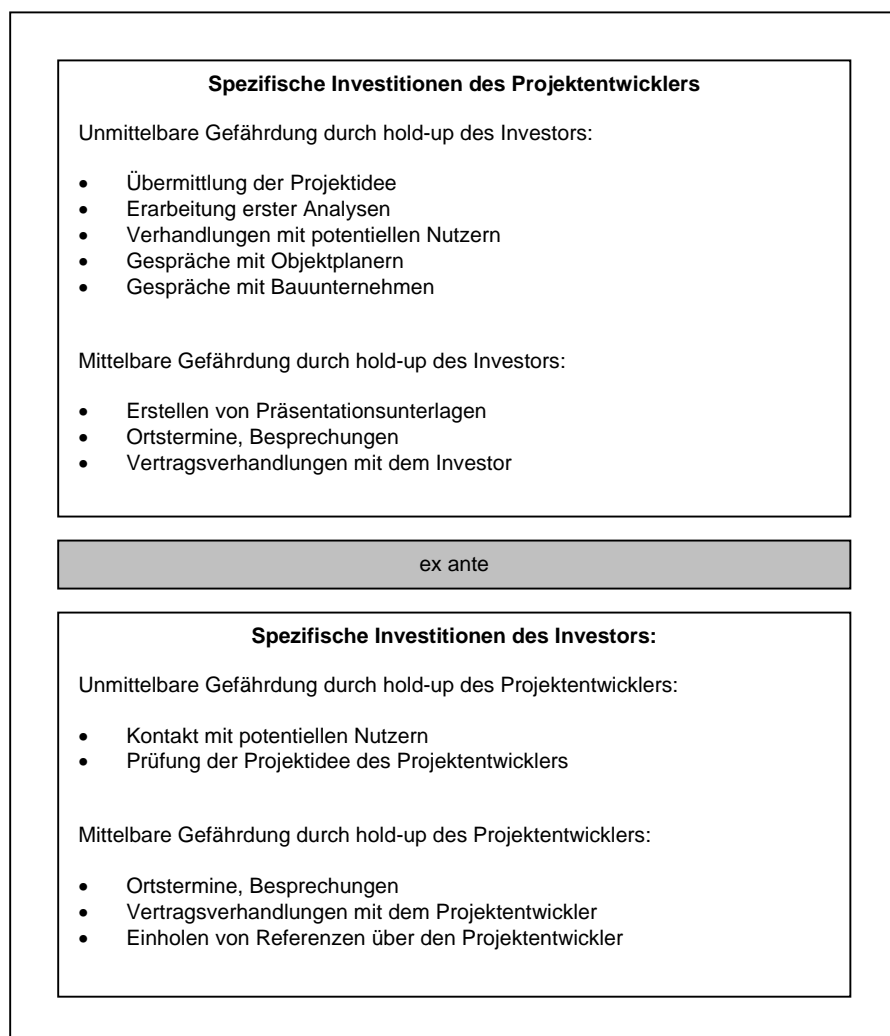 Spezifische Investitionen des Projektentwicklers
Unmittelbare Gefährdung durch hold-up des Investors:
• Übermittlung der Projektidee
• Erarbeitung erster Analysen
• Verhandlungen mit potentiellen Nutzern
• Gespräche mit Objektplanern
• Gespräche mit Bauunternehmen
Mittelbare Gefährdung durch hold-up des Investors:
• Erstellen von Präsentationsunterlagen
• Ortstermine, Besprechungen
• Vertragsverhandlungen mit dem Investor
ex ante
Spezifische Investitionen des Investors:
Unmittelbare Gefährdung durch hold-up des Projektentwicklers:
• Kontakt mit potentiellen Nutzern
• Prüfung der Projektidee des Projektentwicklers
Mittelbare Gefährdung durch hold-up des Projektentwicklers:
• Ortstermine, Besprechungen
• Vertragsverhandlungen mit dem Projektentwickler
• Einholen von Referenzen über den Projektentwickler